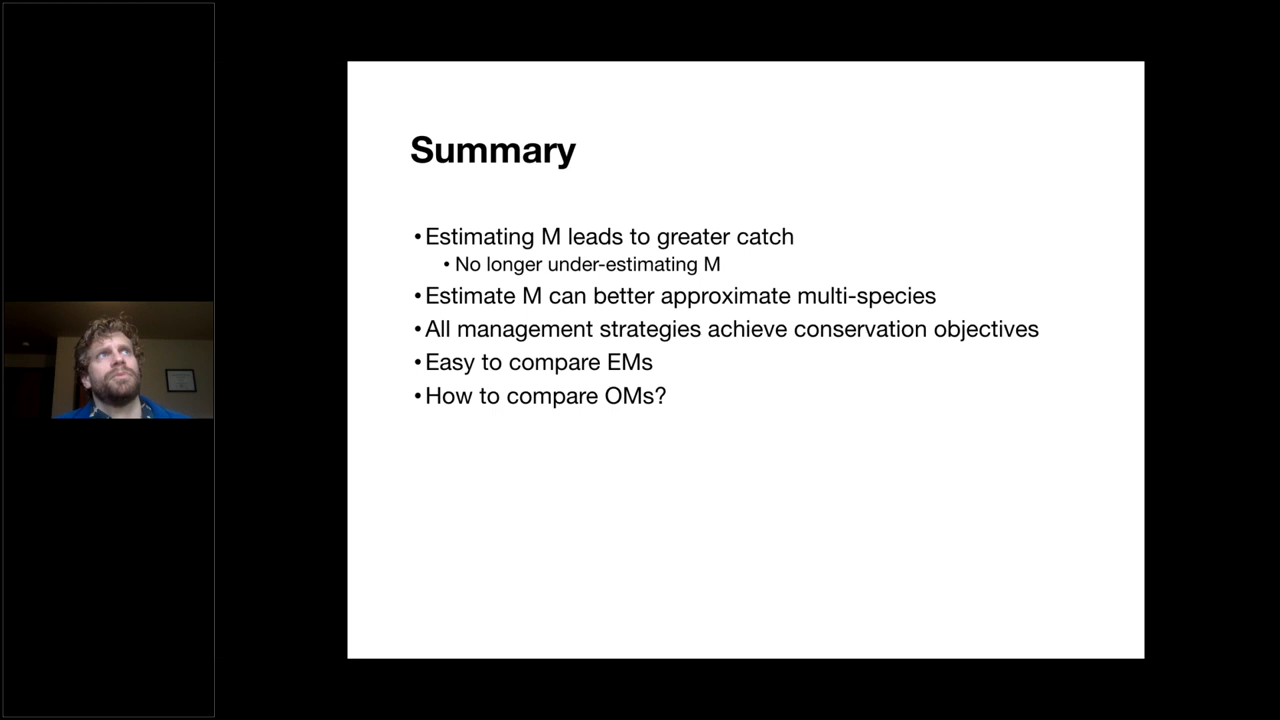 Summary
• Estimating M leads to greater catch
• No longer under-estimating M
• Estimate M can better approximate multi-species
• All management strategies achieve conservation objectives
• Easy to compare EMs
• How to compare OMs?